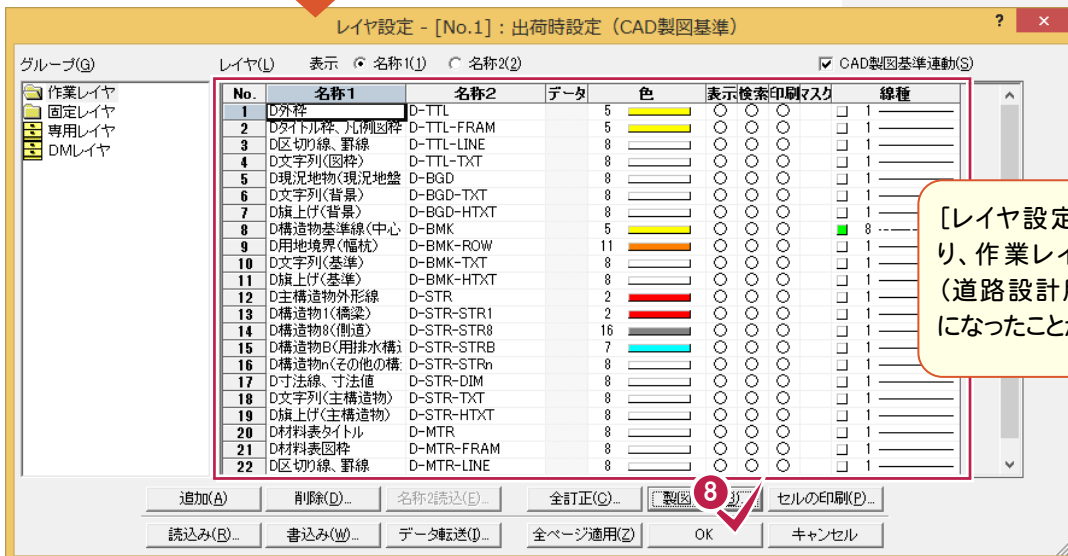 レイヤ設定 - [No.1] : 出荷時設定（CAD製図基準）
? ×
グループ(G) レイヤ(L) 表示 名称1(1) 名称2(2) CAD製図基準連動(S)
作業レイヤ
固定レイヤ
専用レイヤ
DMレイヤ
No. 名称1 名称2 データ 色 表示 検索 印刷 マスク 線種
1 D外枠 D-TTL 5 1
2 Dタイトル枠、凡例図枠 D-TTL-FRAM 5 1
3 D区切り線、罫線 D-TTL-LINE 8 1
4 D文字列(図枠) D-TTL-TXT 8 1
5 D現況地物(現況地盤 D-BGD 8 1
6 D文字列(背景) D-BGD-TXT 8 1
7 D旗上げ(背景) D-BGD-HTXT 8 1
8 D構造物基準線(中心 D-BMK 5 8
9 D用地境界(幅杭) D-BMK-ROW 11 1
10 D文字列(基準) D-BMK-TXT 8 1
11 D旗上げ(基準) D-BMK-HTXT 8 1
12 D主構造物外形線 D-STR 2 1
13 D構造物1(橋梁) D-STR-STR1 2 1
14 D構造物8(側道) D-STR-STR8 16 1
15 D構造物B(用排水構 D-STR-STRB 7 1
16 D構造物n(その他の構 D-STR-STRn 8 1
17 D寸法線、寸法値 D-STR-DIM 8 1
18 D文字列(主構造物) D-STR-TXT 8 1
19 D旗上げ(主構造物) D-STR-HTXT 8 1
20 D材料表タイトル D-MTR 8 1
21 D材料表図枠 D-MTR-FRAM 8 1
22 D区切り線、罫線 D-MTR-LINE 8 1
[レイヤ設定
り、作業レイ
（道路設計
になったことが
追加(A) 削除(D)... 名称2読込(E)... 全訂正(C)... 製図 セルの印刷(P)...
8
読込み(R)... 書込み(W)... データ転送(I)... 全ページ適用(Z) OK キャンセル